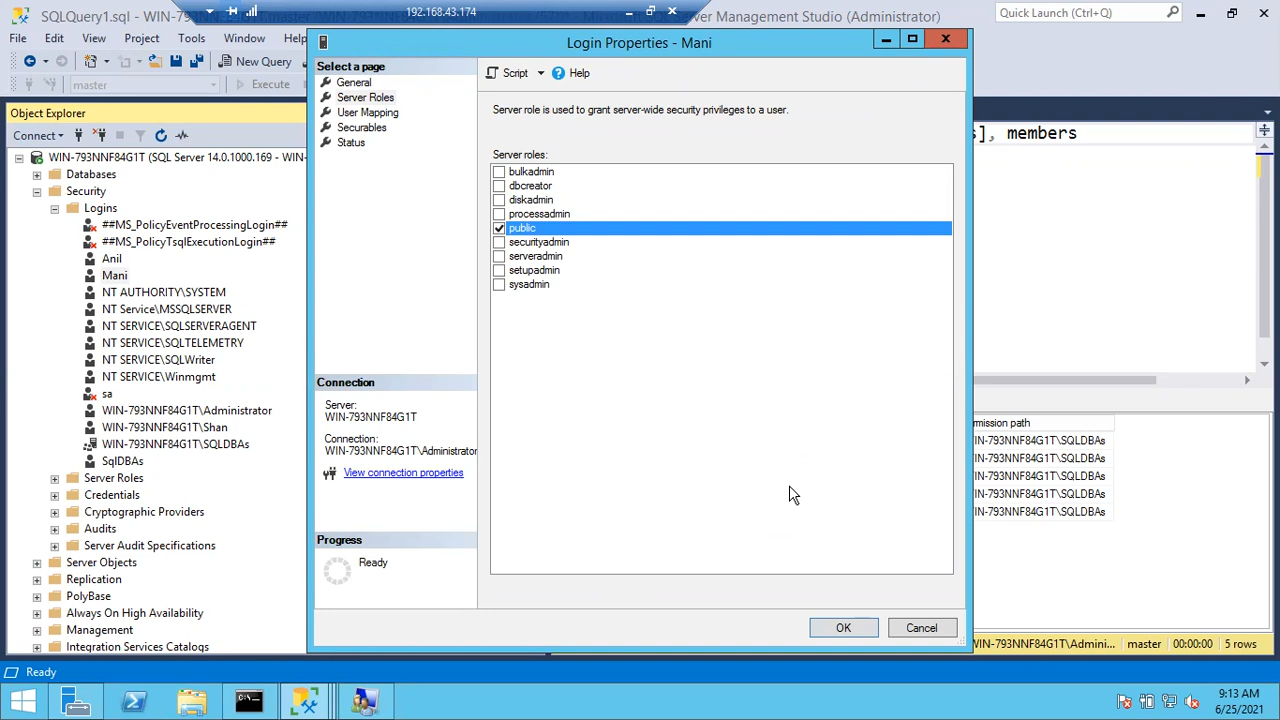 SQLQuery1.sql - WIN-793NN
192.168.43.174
Microsoft SQL Server Management Studio (Administrator)
Quick Launch (Ctrl+Q)
File Edit View Project Tools Window Help
New Query
master
Execute
Object Explorer
Connect
WIN-793NNF84G1T (SQL Server 14.0.1000.169 - WIN-
Databases
Security
Logins
##MS_PolicyEventProcessingLogin##
##MS_PolicyTsqlExecutionLogin##
Anil
Mani
NT AUTHORITY\SYSTEM
NT Service\MSSQLSERVER
NT SERVICE\SQLSERVERAGENT
NT SERVICE\SQLTELEMETRY
NT SERVICE\SQLWriter
NT SERVICE\Winmgmt
sa
WIN-793NNF84G1T\Administrator
WIN-793NNF84G1T\Shan
WIN-793NNF84G1T\SQLDBAs
SqlDBAs
Server Roles
Credentials
Cryptographic Providers
Audits
Server Audit Specifications
Server Objects
Replication
PolyBase
Always On High Availability
Management
Integration Services Catalogs
Login Properties - Mani
Select a page
General
Server Roles
User Mapping
Securables
Status
Connection
Server:
WIN-793NNF84G1T
Connection:
WIN-793NNF84G1T\Administrator
View connection properties
Progress
Ready
Script
Help
Server role is used to grant server-wide security privileges to a user.
Server roles:
bulkadmin
dbcreator
diskadmin
processadmin
public
securityadmin
serveradmin
setupadmin
sysadmin
OK
Cancel
s], members
mission path
IN-793NNF84G1T\SQLDBAs
IN-793NNF84G1T\SQLDBAs
IN-793NNF84G1T\SQLDBAs
IN-793NNF84G1T\SQLDBAs
IN-793NNF84G1T\SQLDBAs
IN-793NNF84G1T\Admini... master 00:00:00 5 rows
Ready
9:13 AM
6/25/2021